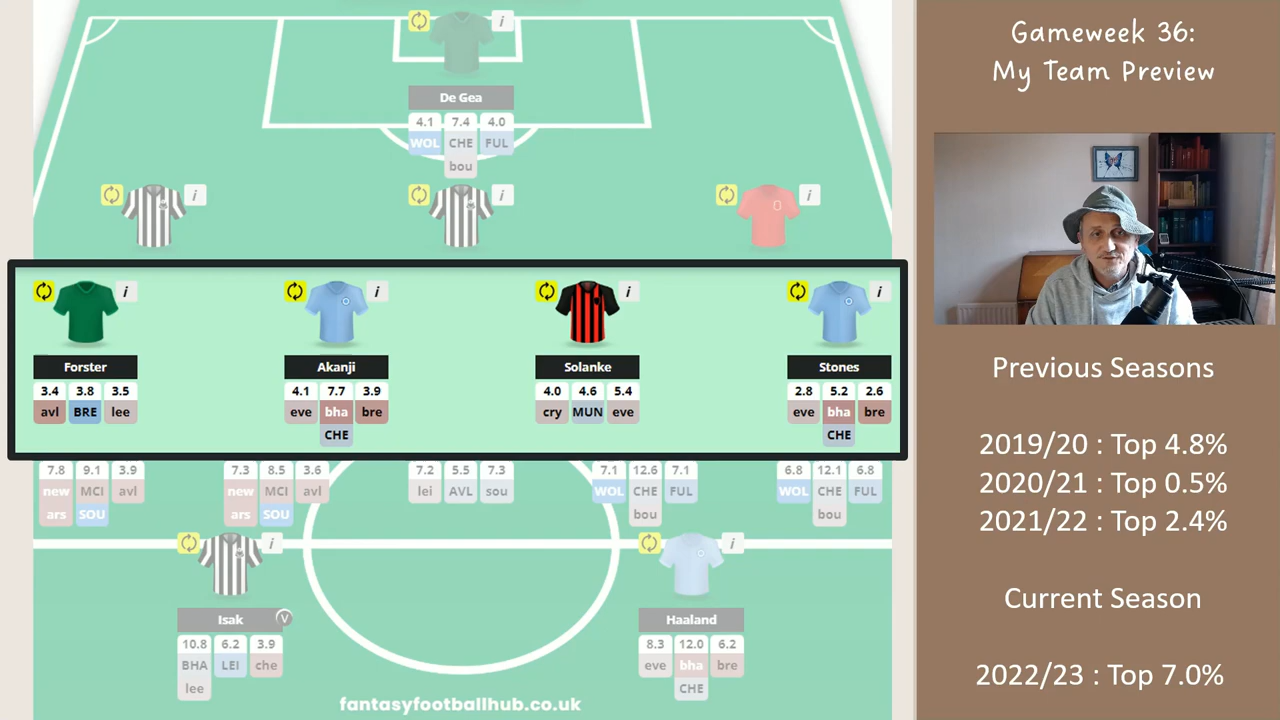 Gameweek 36:
My Team Preview
i
De Gea
4.1 7.4 4.0
WOL CHE FUL
bou
i i i
i i i i
Forster Akanji Solanke Stones
3.4 3.8 3.5 4.1 7.7 3.9 4.0 4.6 5.4 2.8 5.2 2.6
avl BRE lee eve bha bre cry MUN eve eve bha bre
CHE CHE
7.8 9.1 3.9 7.3 8.5 3.6 7.2 5.5 7.3 7.1 12.6 7.1 6.8 12.1 6.8
new MCI avl new MCI avl lei AVL sou WOL CHE FUL WOL CHE FUL
ars SOU ars SOU bou bou
i i
Isak V Haaland
10.8 6.2 3.9 8.3 12.0 6.2
BHA LEI che eve bha bre
lee CHE
fantasyfootballhub.co.uk
Previous Seasons
2019/20 : Top 4.8%
2020/21 : Top 0.5%
2021/22 : Top 2.4%
Current Season
2022/23 : Top 7.0%